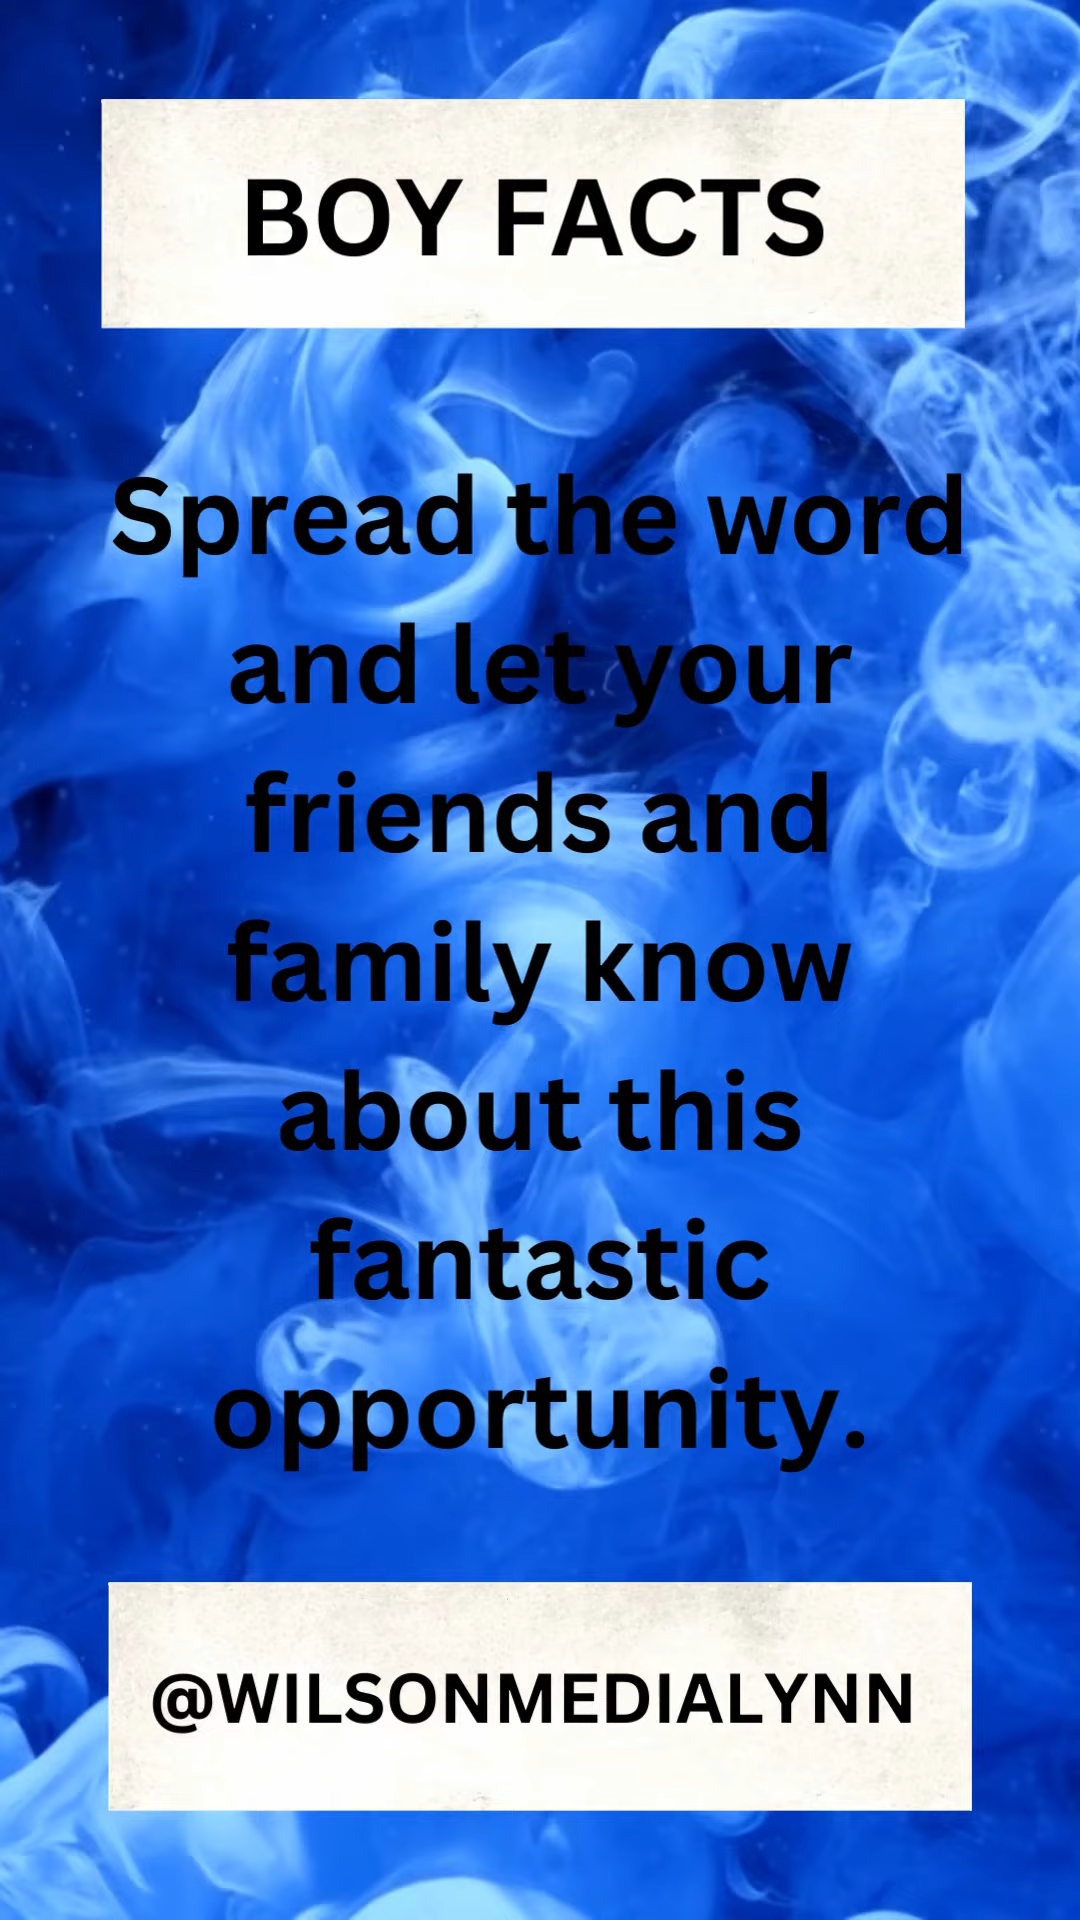 BOY FACTS
Spread the word
and let your
friends and
family know
about this
fantastic
opportunity.
@WILSONMEDIALYNN